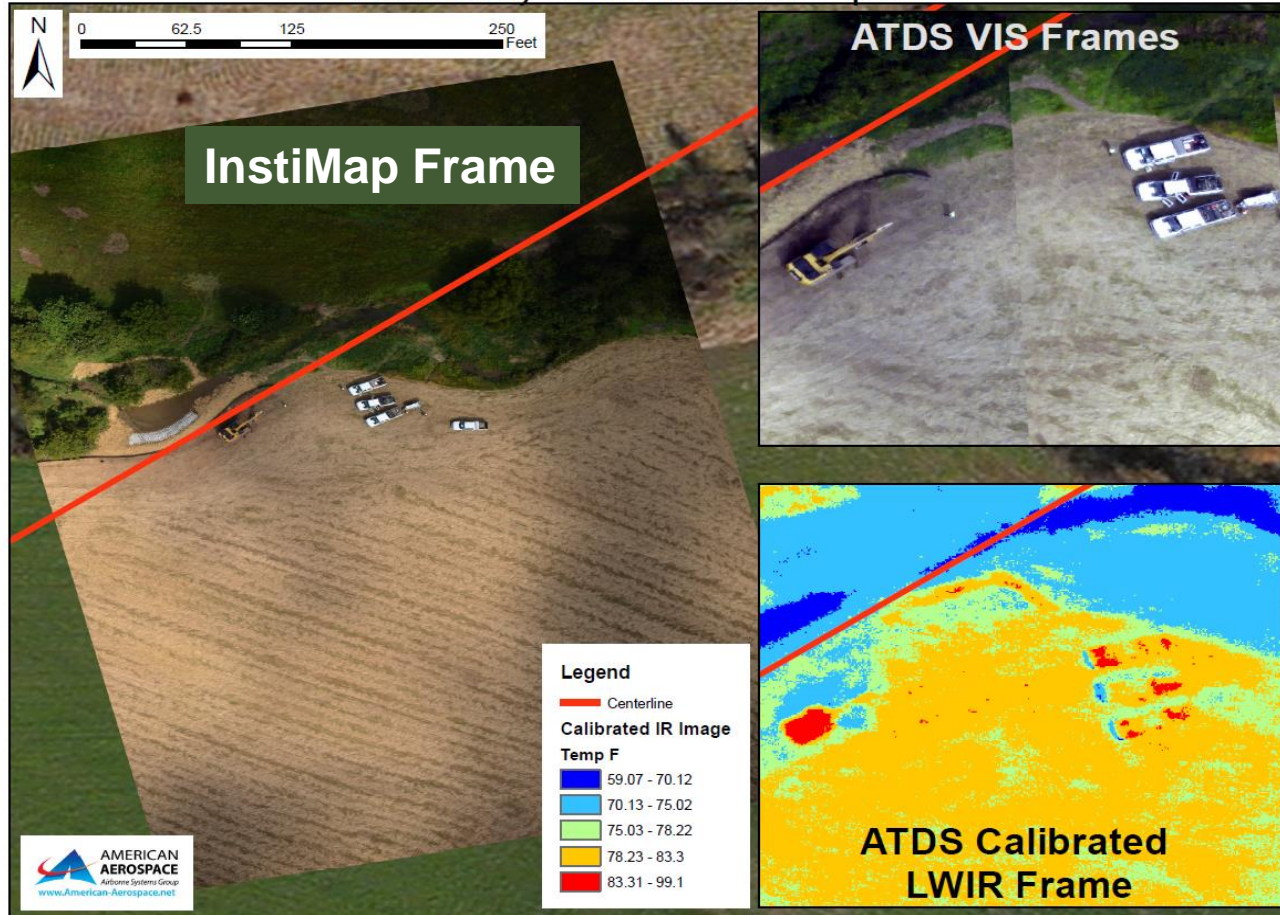 N
0 62.5 125 250
Feet
InstiMap Frame
ATDS VIS Frames
Legend
Centerline
Calibrated IR Image
Temp F
59.07 - 70.12
70.13 - 75.02
75.03 - 78.22
78.23 - 83.3
83.31 - 99.1
ATDS Calibrated
LWIR Frame
AMERICAN
AEROSPACE
Airborne Systems Group
www.American-Aerospace.net